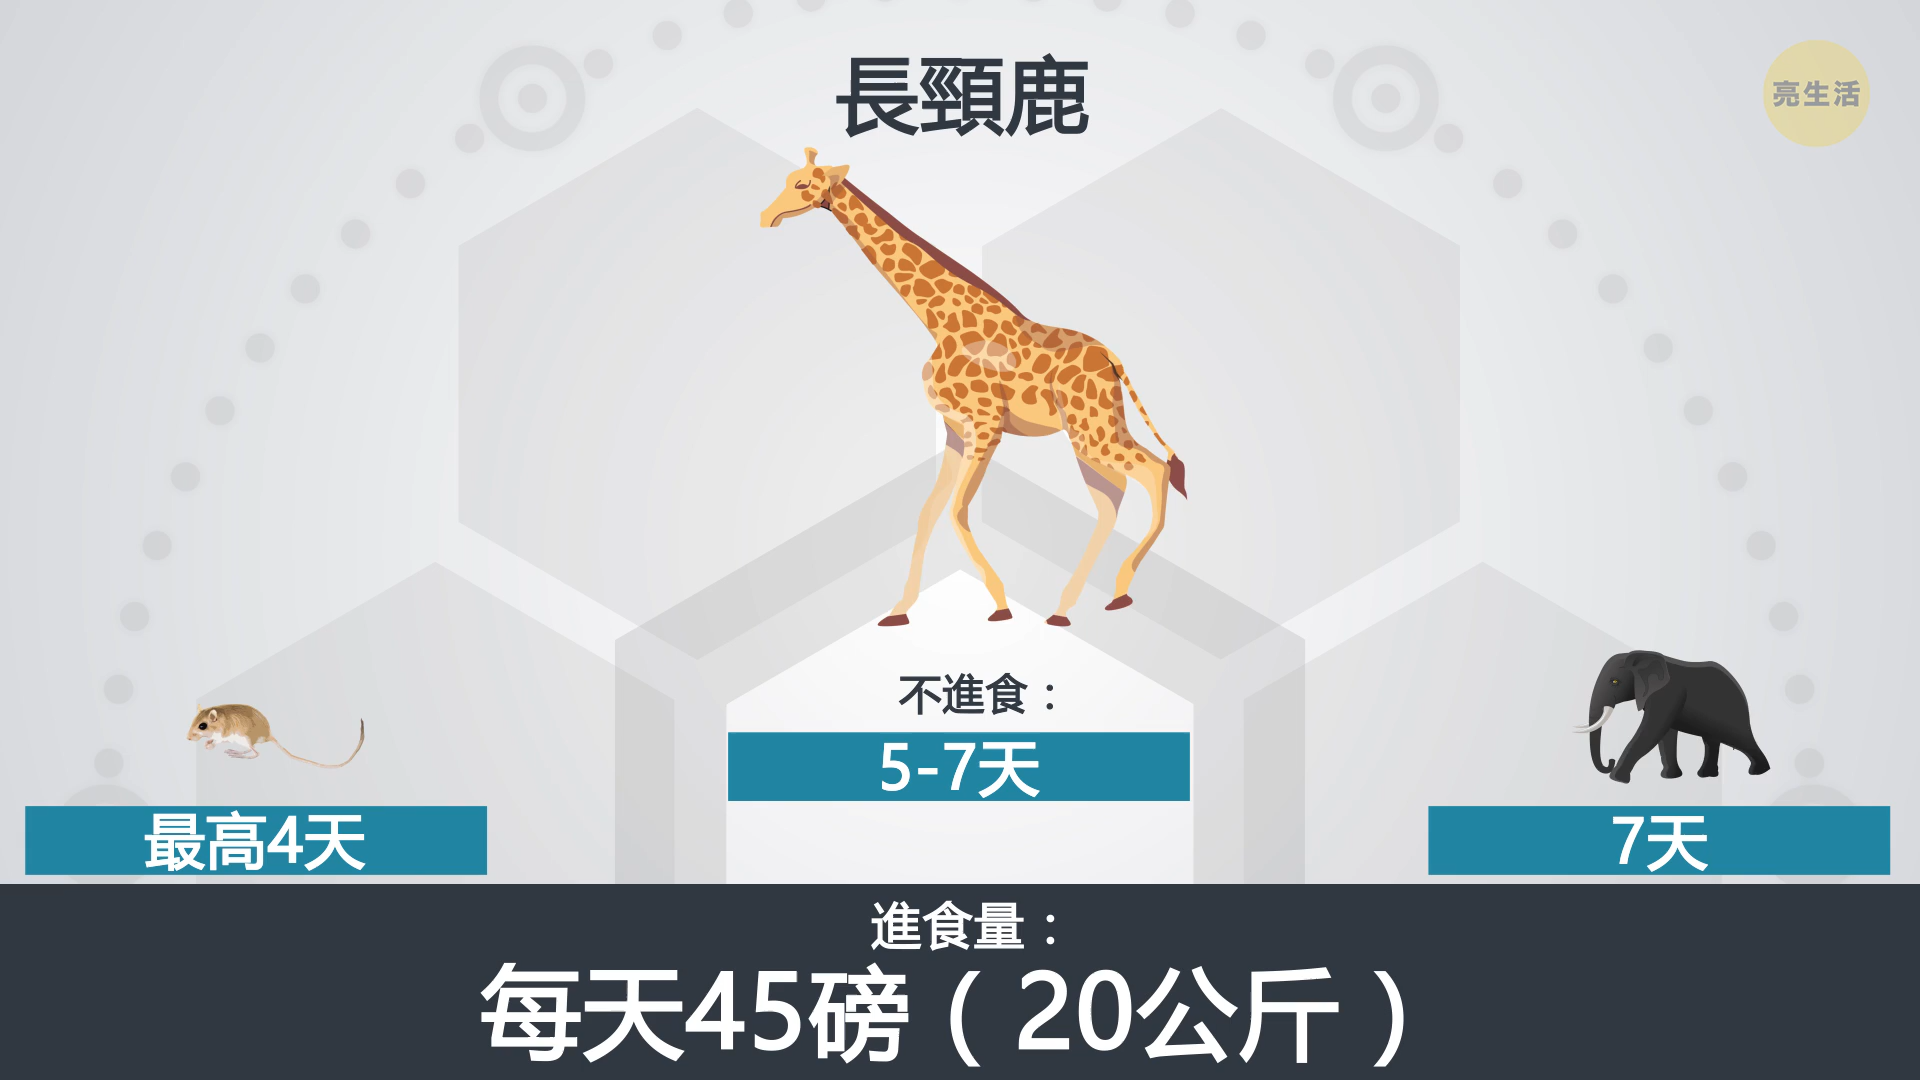 長頸鹿
亮生活
不進食：
5-7天
最高4天
7天
進食量：
每天45磅（20公斤）